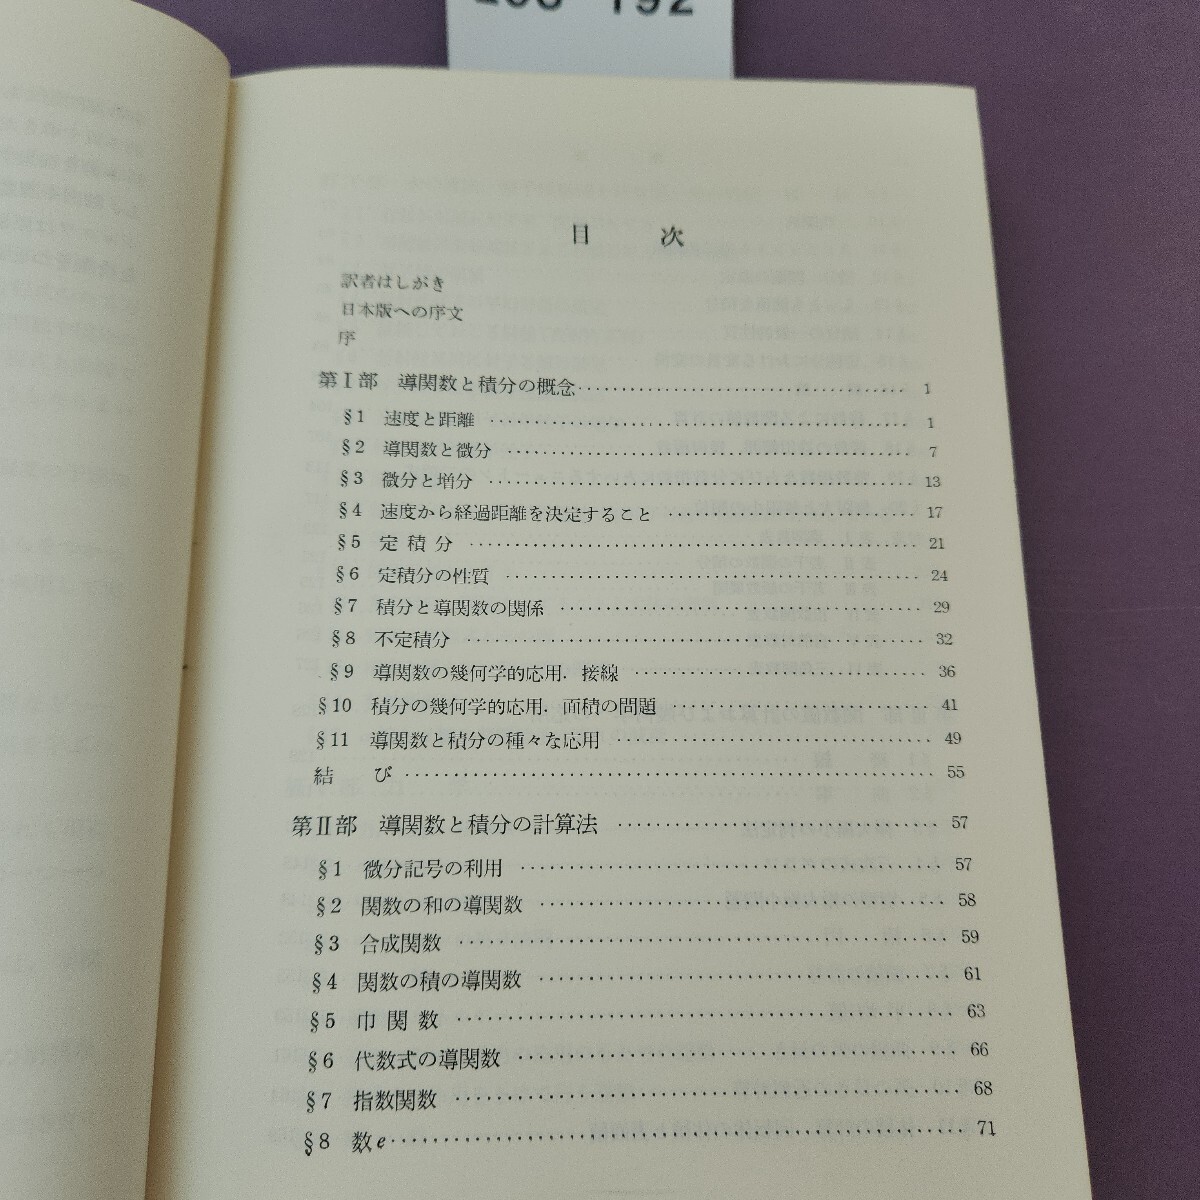 192
目次
訳者はしがき
日本版への序文
序
第Ⅰ部 導関数と積分の概念 1
§1 速度と距離 1
§2 導関数と微分 7
§3 微分と増分 13
§4 速度から経過距離を決定すること 17
§5 定積分 21
§6 定積分の性質 24
§7 積分と導関数の関係 29
§8 不定積分 32
§9 導関数の幾何学的応用．接線 36
§10 積分の幾何学的応用．面積の問題 41
§11 導関数と積分の種々な応用 49
結び 55
第Ⅱ部 導関数と積分の計算法 57
§1 微分記号の利用 57
§2 関数の和の導関数 58
§3 合成関数 59
§4 関数の積の導関数 61
§5 巾関数 63
§6 代数式の導関数 66
§7 指数関数 68
§8 数e 71